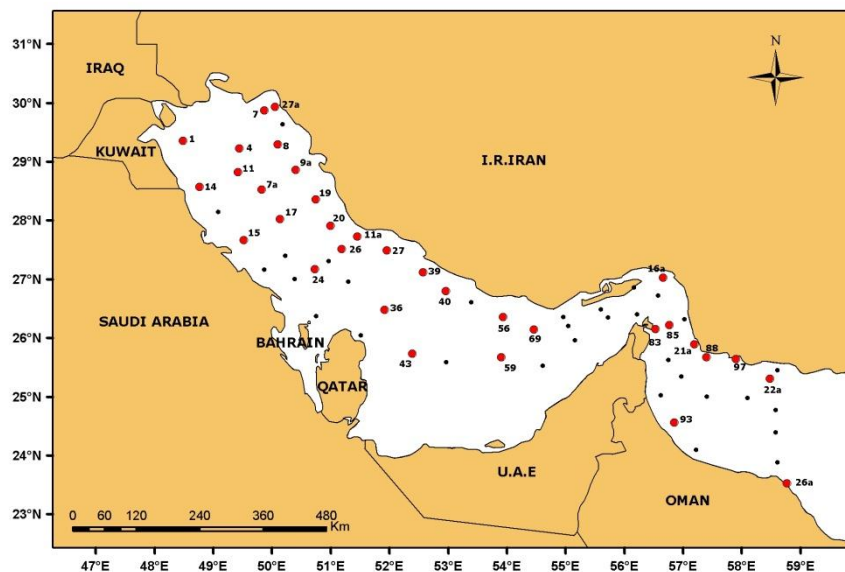 N
31°N
IRAQ
30°N
7
27a
1
4
8
KUWAIT
29°N
11
9a
I.R.IRAN
14
7a
19
28°N
17
20
15
11a
26
27
24
39
16a
27°N
40
36
SAUDI ARABIA
56
83
85
26°N
BAHRAIN
69
21a
88
43
59
97
QATAR
22a
25°N
93
24°N
U.A.E
26a
OMAN
0 60 120 240 360 480
Km
23°N
47°E 48°E 49°E 50°E 51°E 52°E 53°E 54°E 55°E 56°E 57°E 58°E 59°E